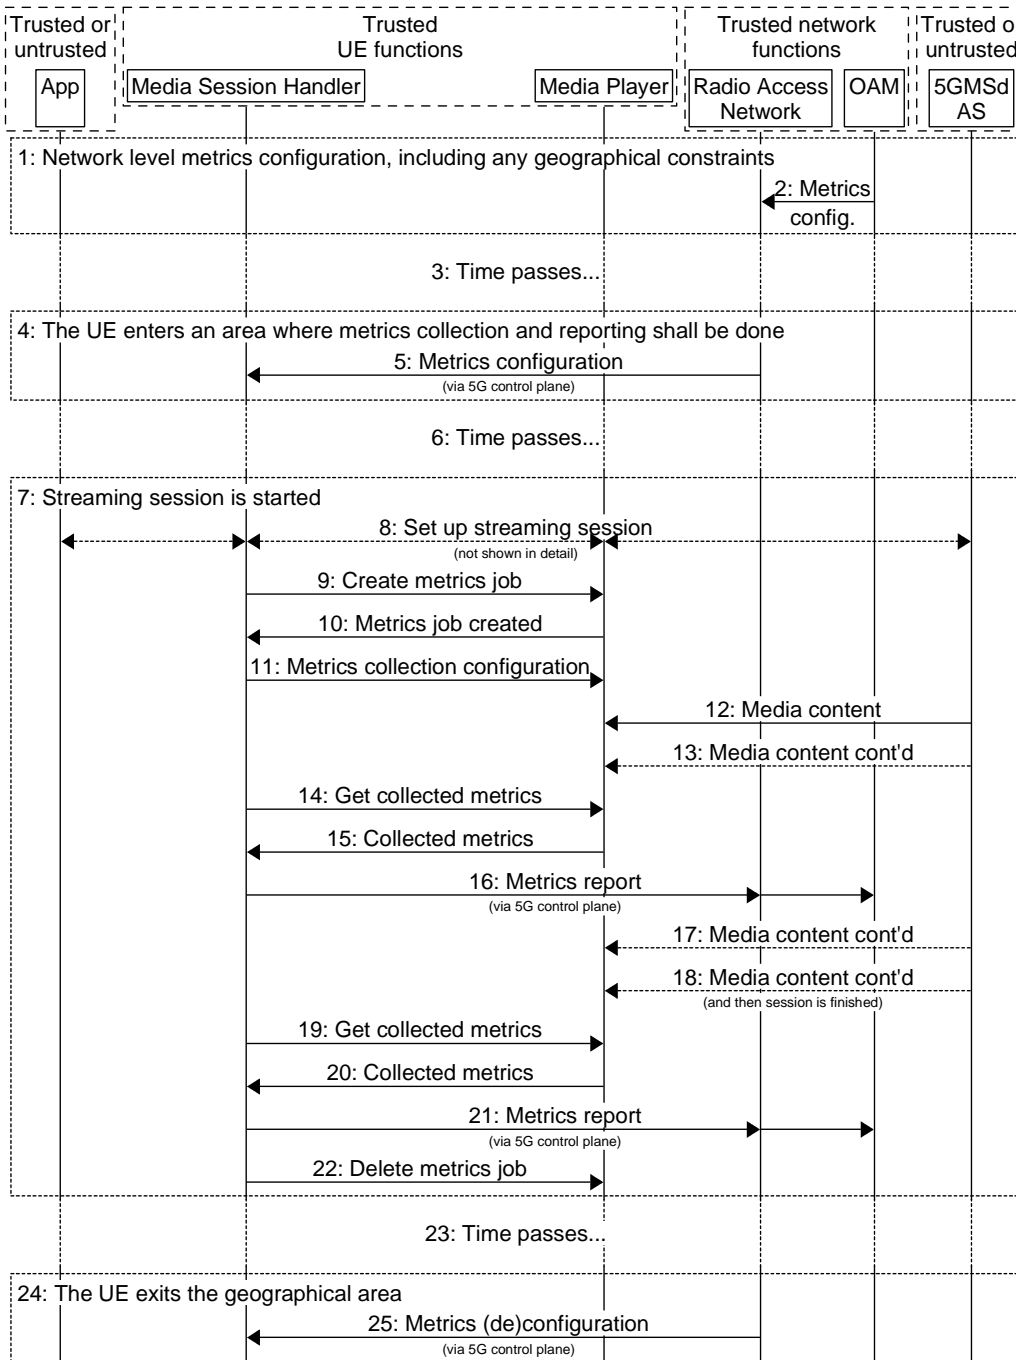 Trusted or
untrusted
Trusted
UE functions
Trusted network
functions
Trusted o
untrusted
App
Media Session Handler
Media Player
Radio Access
Network
OAM
5GMSd
AS
1: Network level metrics configuration, including any geographical constraints
2: Metrics
config.
3: Time passes...
4: The UE enters an area where metrics collection and reporting shall be done
5: Metrics configuration
(via 5G control plane)
6: Time passes...
7: Streaming session is started
8: Set up streaming session
(not shown in detail)
9: Create metrics job
10: Metrics job created
11: Metrics collection configuration
12: Media content
13: Media content cont'd
14: Get collected metrics
15: Collected metrics
16: Metrics report
(via 5G control plane)
17: Media content cont'd
18: Media content cont'd
(and then session is finished)
19: Get collected metrics
20: Collected metrics
21: Metrics report
(via 5G control plane)
22: Delete metrics job
23: Time passes...
24: The UE exits the geographical area
25: Metrics (de)configuration
(via 5G control plane)